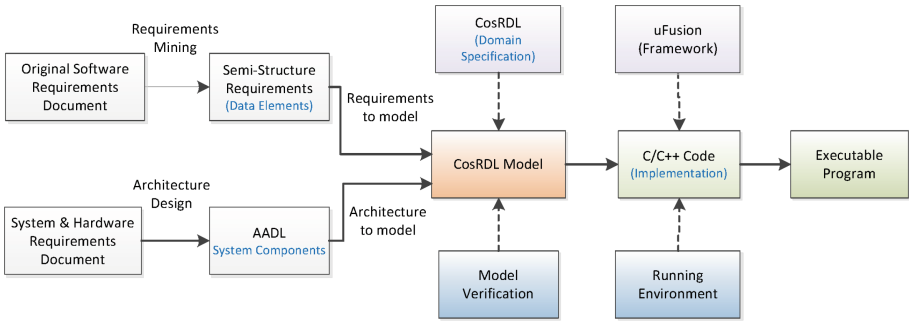 Requirements
Mining
Original Software
Requirements
Document
Semi-Structure
Requirements
(Data Elements)
Requirements
to model
CosRDL
(Domain
Specification)
uFusion
(Framework)
CosRDL Model
C/C++ Code
(Implementation)
Executable
Program
Architecture
Design
System & Hardware
Requirements
Document
AADL
System Components
Architecture
to model
Model
Verification
Running
Environment